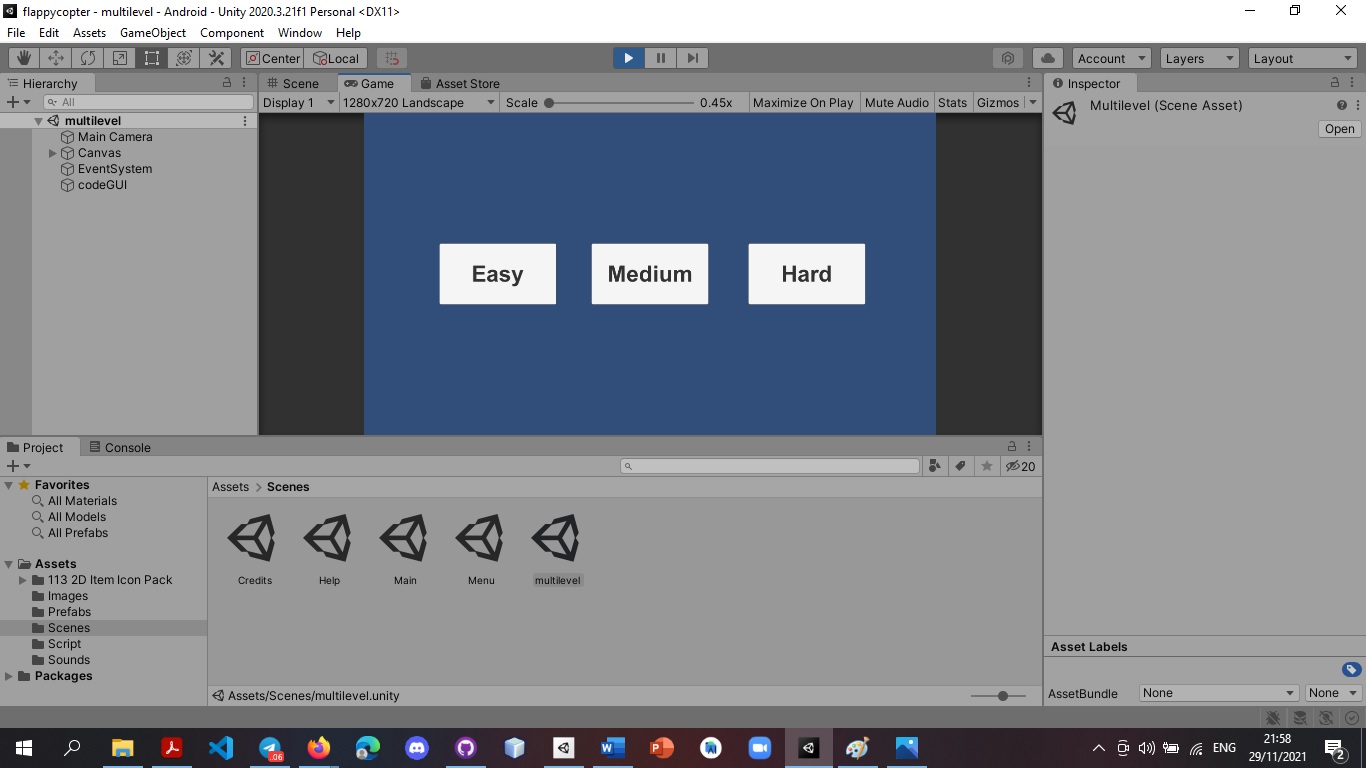 flappycopter - multilevel - Android - Unity 2020.3.21f1 Personal <DX11>
File Edit Assets GameObject Component Window Help
Center Local Account Layers Layout
Hierarchy
All
multilevel
Main Camera
Canvas
EventSystem
codeGUI
Scene Game Asset Store
Display 1 1280x720 Landscape Scale 0.45x Maximize On Play Mute Audio Stats Gizmos
Easy Medium Hard
Inspector
Multilevel (Scene Asset)
Open
Project Console
20
Favorites
All Materials
All Models
All Prefabs
Assets
113 2D Item Icon Pack
Images
Prefabs
Scenes
Script
Sounds
Packages
Assets > Scenes
Credits Help Main Menu multilevel
Assets/Scenes/multilevel.unity
Asset Labels
AssetBundle None None
.06
ENG
21:58
29/11/2021
2